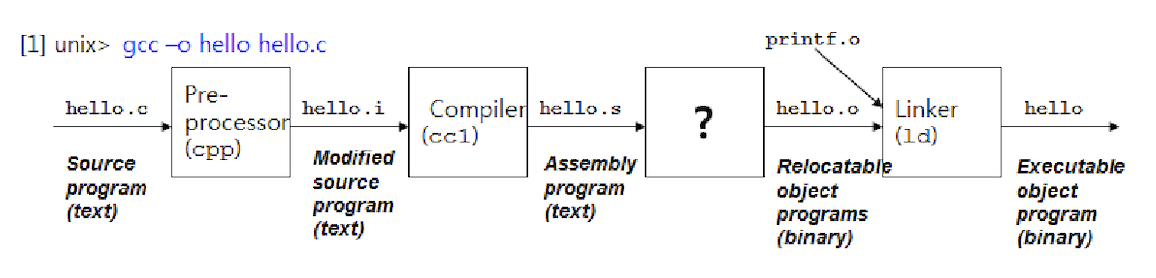 [1] unix> gcc –o hello hello.c
printf.o
hello.c
Pre-
processor
(cpp)
hello.i
Compiler
(cc1)
hello.s
?
hello.o
Linker
(ld)
hello
Source
program
(text)
Modified
source
program
(text)
Assembly
program
(text)
Relocatable
object
programs
(binary)
Executable
object
program
(binary)